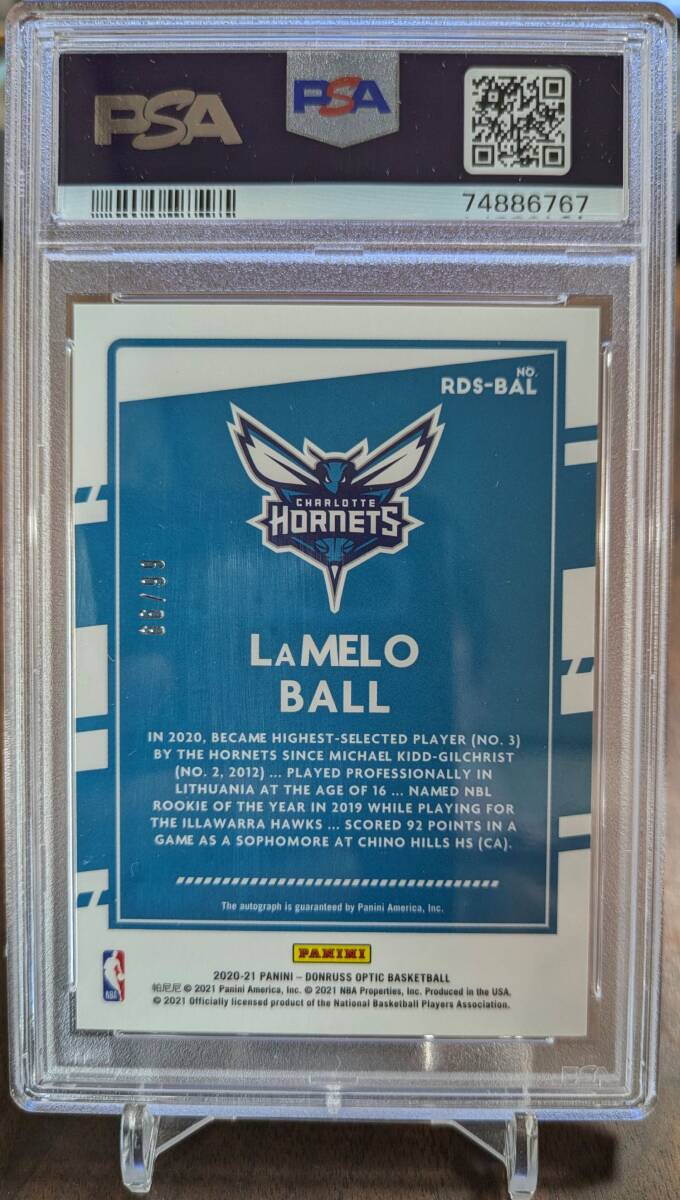 PSA
PSA
74886767
NO.
RDS-BAL
CHARLOTTE
HORNETS
LAMELO
BALL
IN 2020, BECAME HIGHEST-SELECTED PLAYER (NO. 3)
BY THE HORNETS SINCE MICHAEL KIDD-GILCHRIST
(NO. 2, 2012) ... PLAYED PROFESSIONALLY IN
LITHUANIA AT THE AGE OF 16 ... NAMED NBL
ROOKIE OF THE YEAR IN 2019 WHILE PLAYING FOR
THE ILLAWARRA HAWKS ... SCORED 92 POINTS IN A
GAME AS A SOPHOMORE AT CHINO HILLS HS (CA).
The autograph is guaranteed by Panini America, Inc.
PANINI
NBA
2020-21 PANINI – DONRUSS OPTIC BASKETBALL
帕尼尼 © 2021 Panini America, Inc. © 2021 NBA Properties, Inc. Produced in the USA.
© 2021 Officially licensed product of the National Basketball Players Association.
PSA